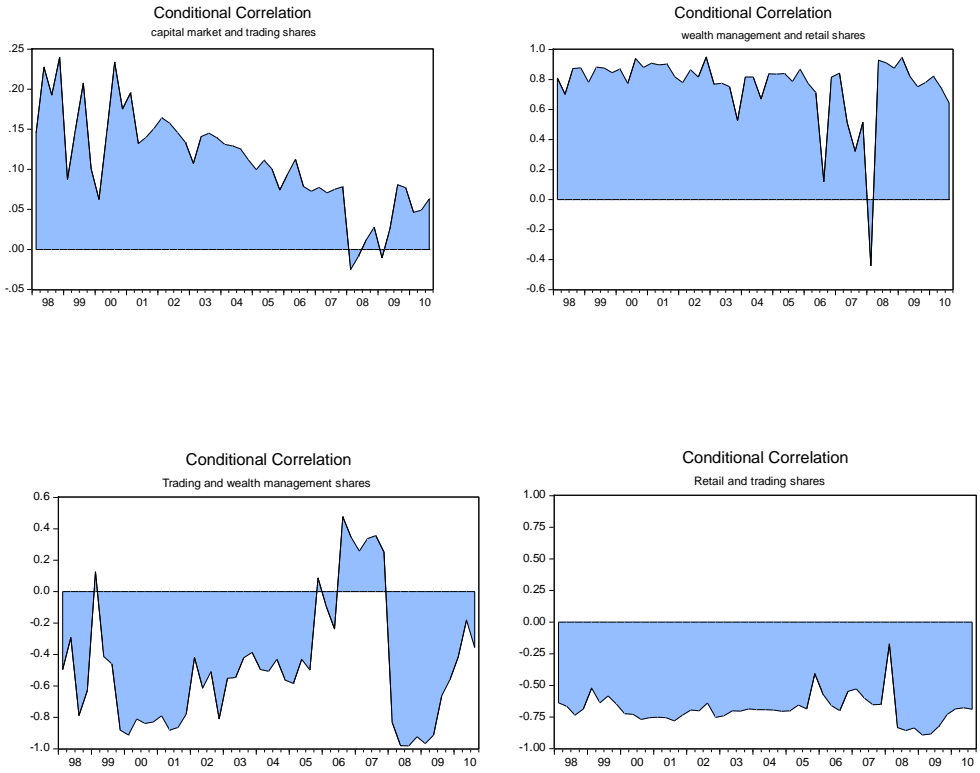 Conditional Correlation
capital market and trading shares
.25
.20
.15
.10
.05
.00
-.05
98 99 00 01 02 03 04 05 06 07 08 09 10
Conditional Correlation
wealth management and retail shares
1.0
0.8
0.6
0.4
0.2
0.0
-0.2
-0.4
-0.6
98 99 00 01 02 03 04 05 06 07 08 09 10
Conditional Correlation
Trading and wealth management shares
0.6
0.4
0.2
0.0
-0.2
-0.4
-0.6
-0.8
-1.0
98 99 00 01 02 03 04 05 06 07 08 09 10
Conditional Correlation
Retail and trading shares
1.00
0.75
0.50
0.25
0.00
-0.25
-0.50
-0.75
-1.00
98 99 00 01 02 03 04 05 06 07 08 09 10